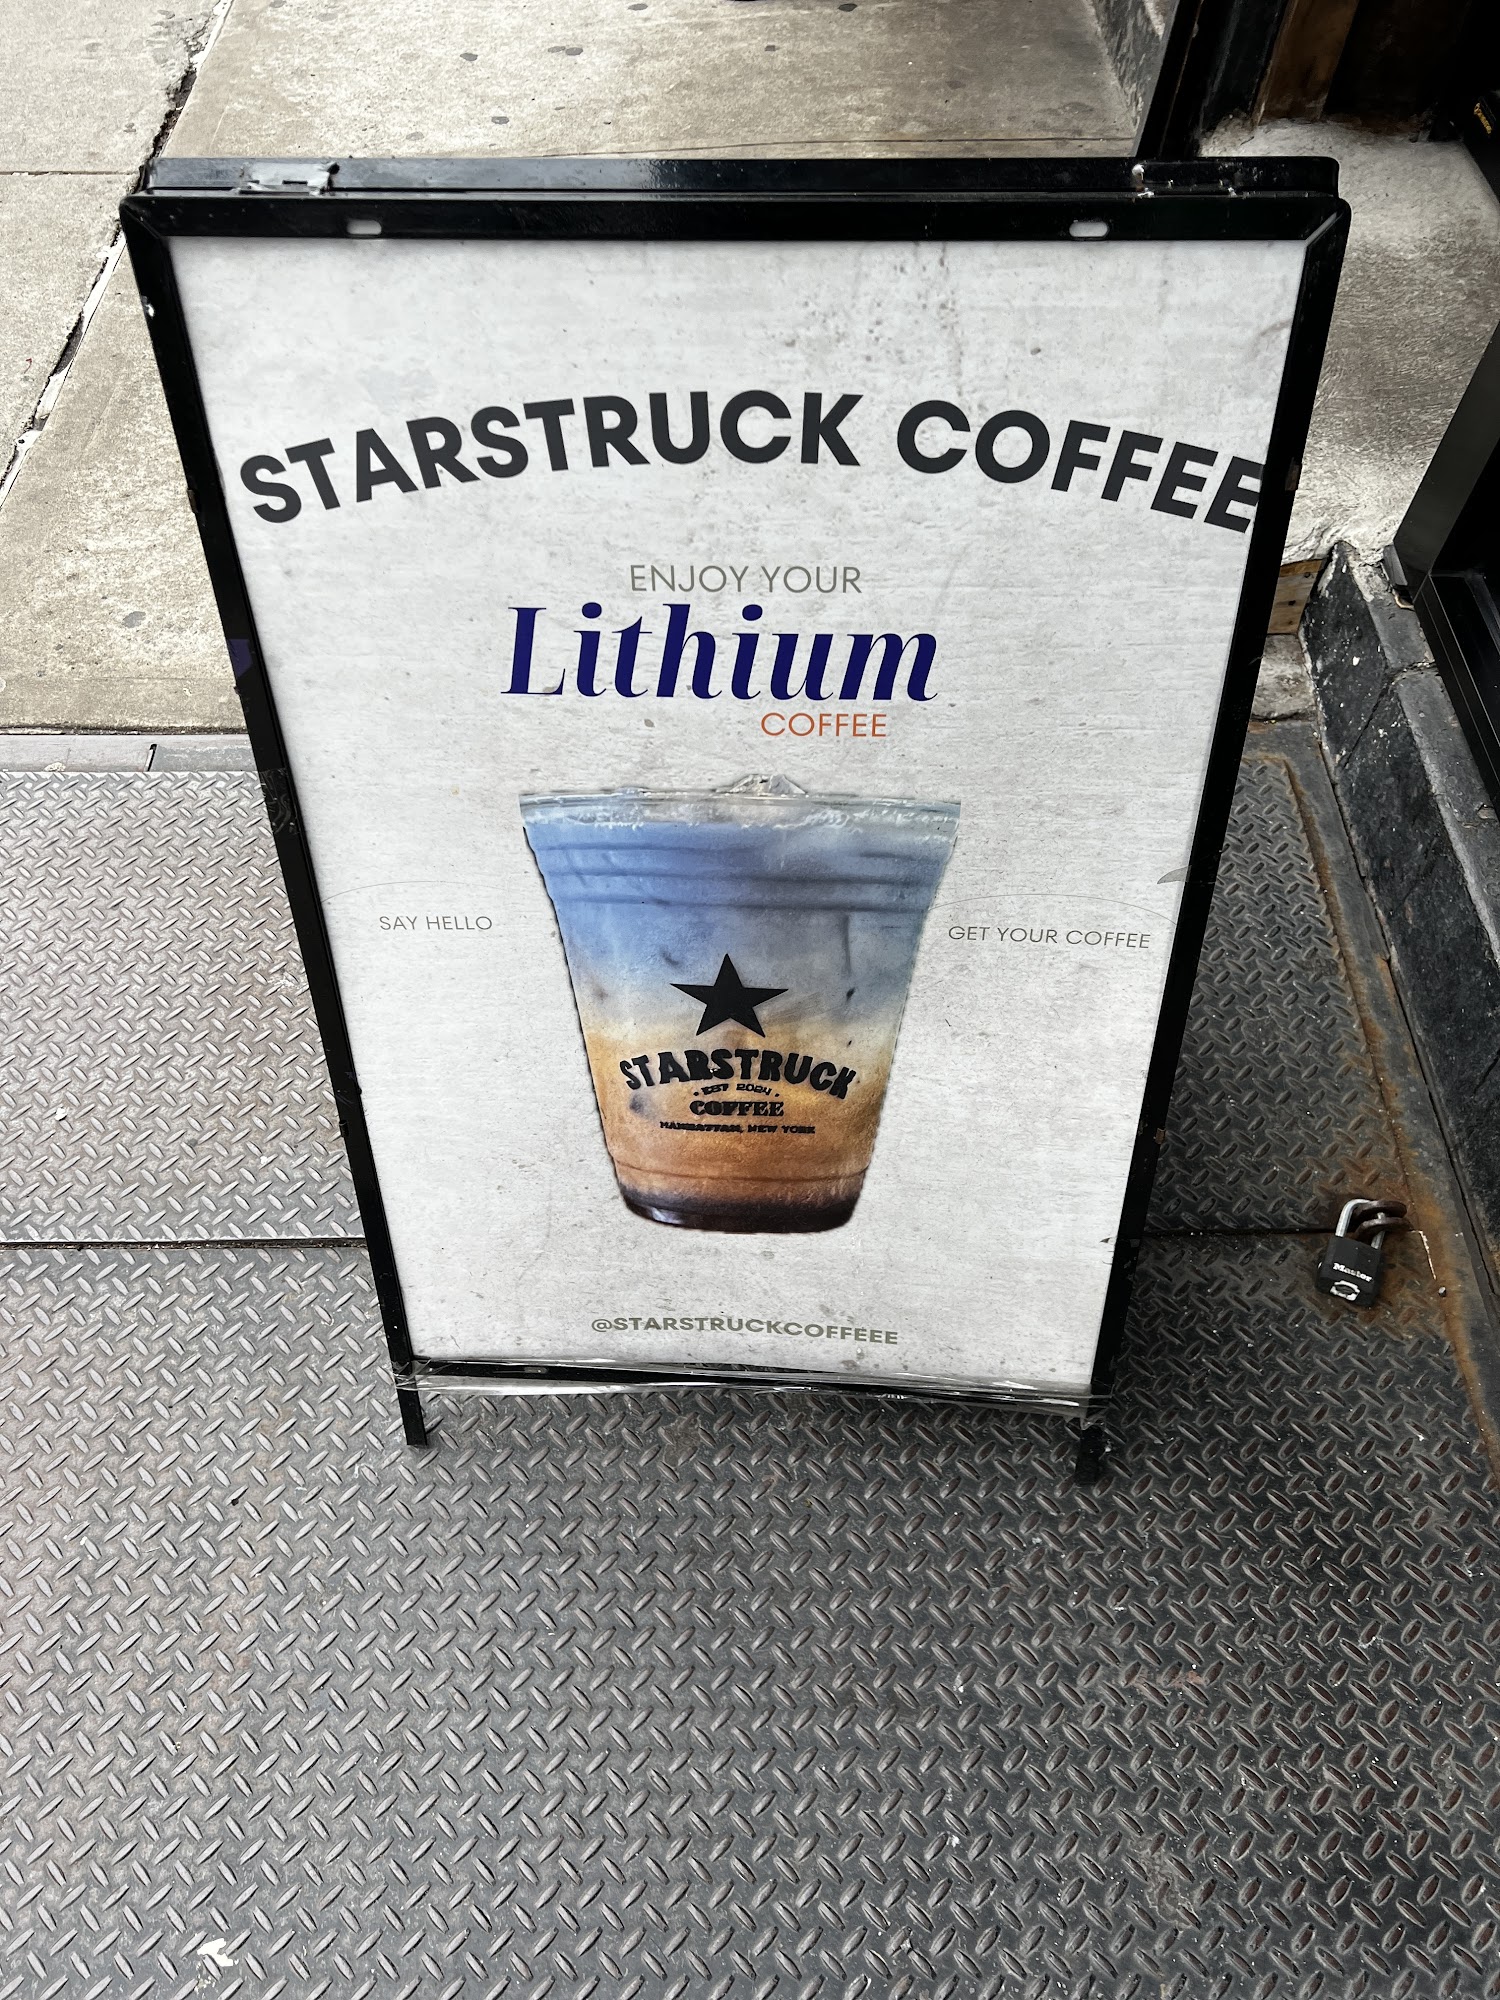 STARSTRUCK COFFEE
ENJOY YOUR
Lithium
COFFEE
SAY HELLO
GET YOUR COFFEE
STARSTRUCK
· EST 2024 ·
COFFEE
MANHATTAN, NEW YORK
@STARSTRUCKCOFFEEE
Master